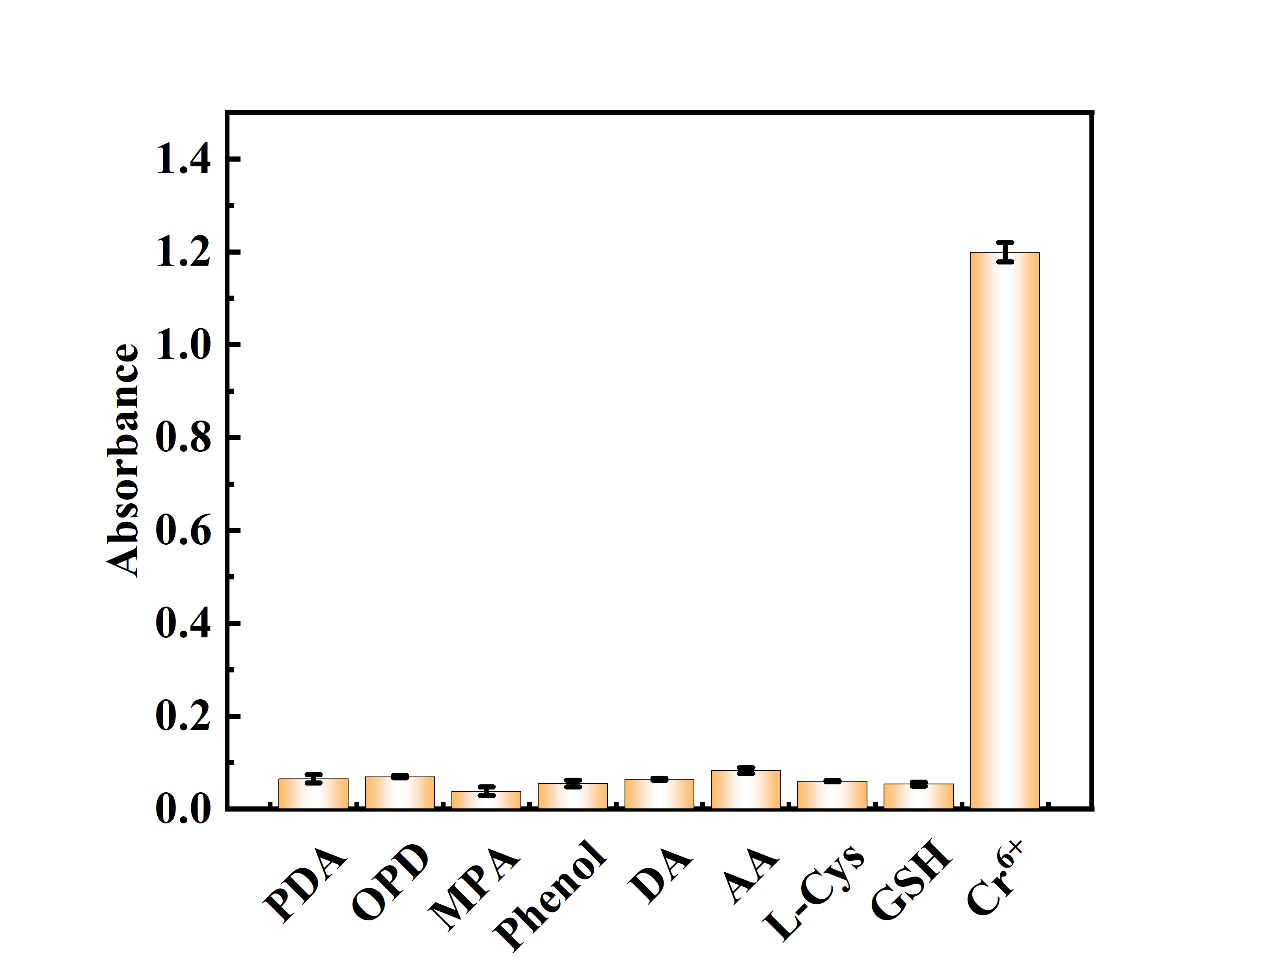 Absorbance
1.4
1.2
1.0
0.8
0.6
0.4
0.2
0.0
PDA
OPD
MPA
Phenol
DA
AA
L-Cys
GSH
Cr⁶⁺